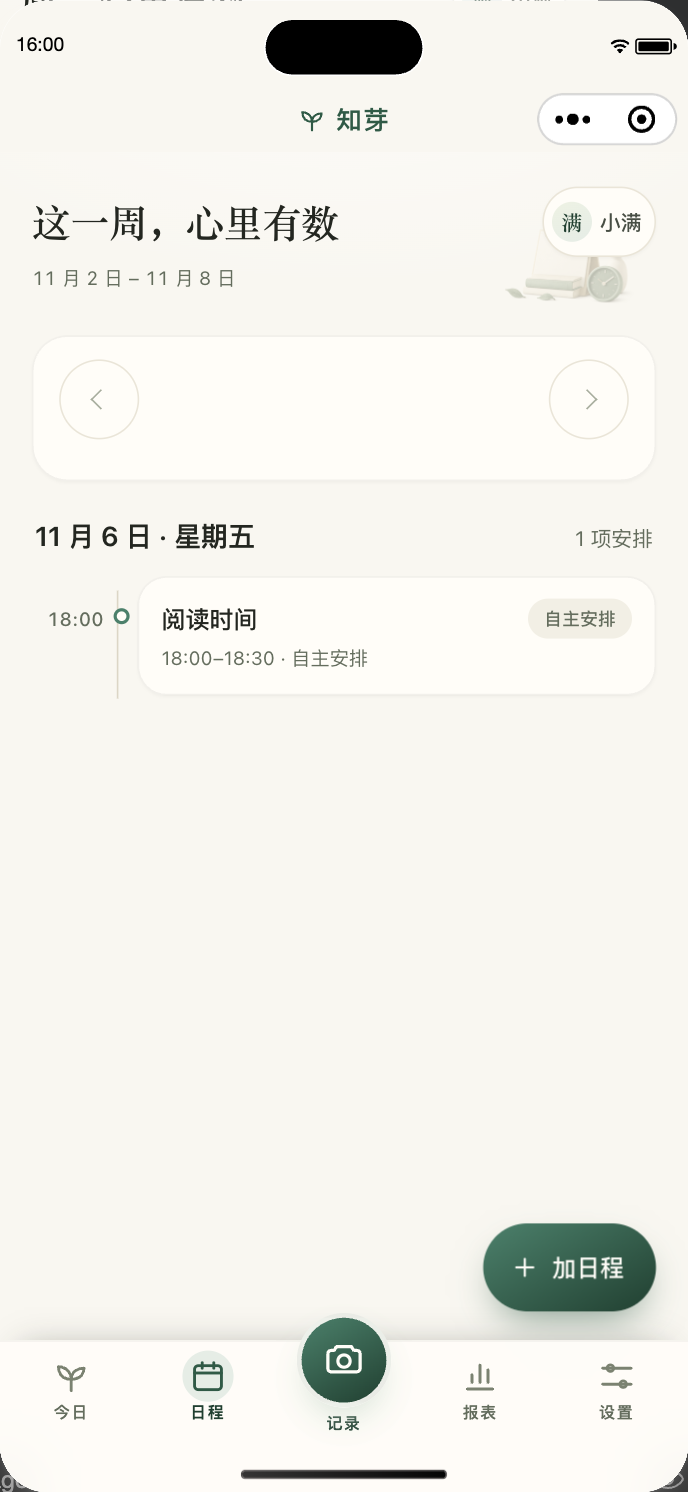 16:00
知芽
这一周，心里有数
满 小满
11 月 2 日 – 11 月 8 日
11 月 6 日 · 星期五
1 项安排
18:00
阅读时间
自主安排
18:00–18:30 · 自主安排
+ 加日程
今日
日程
记录
报表
设置